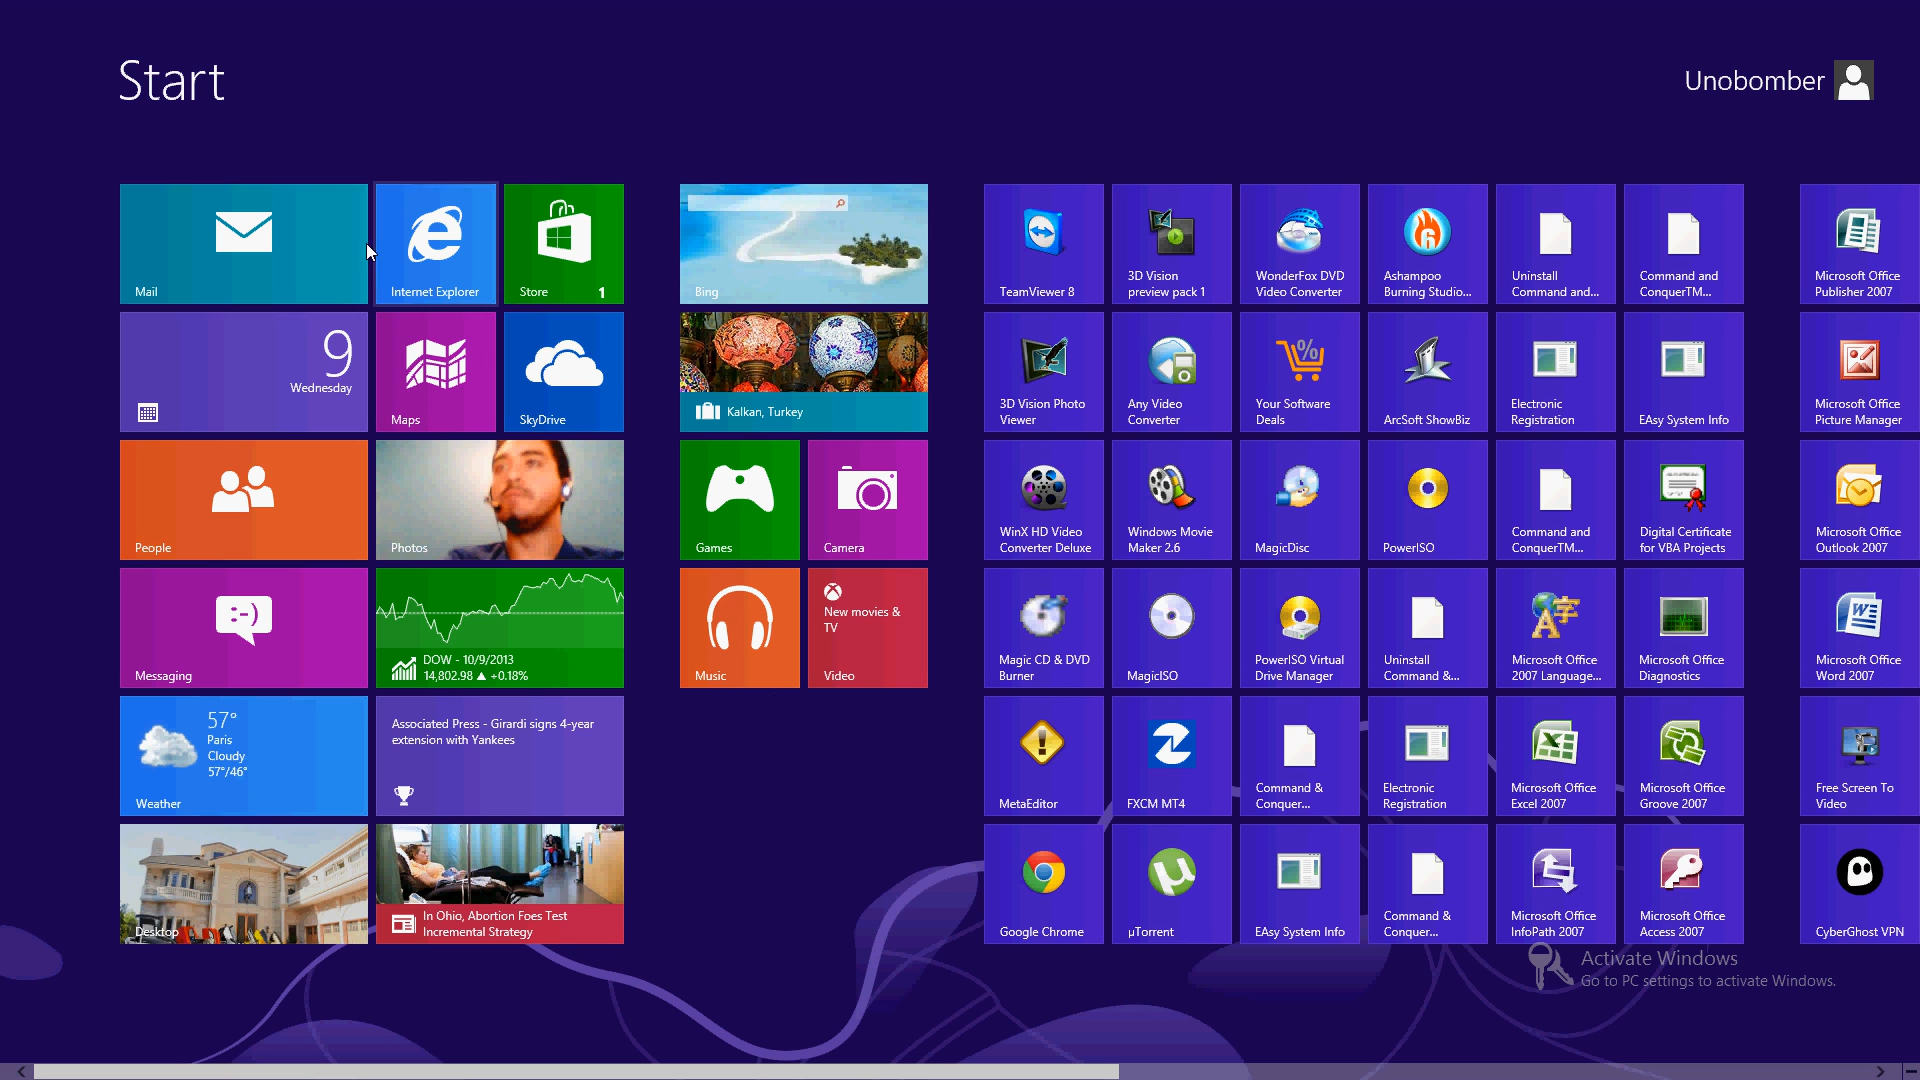 Start
Unobomber
Mail
Internet Explorer
Store
1
9
Wednesday
Maps
SkyDrive
People
Photos
:-)
Messaging
DOW - 10/9/2013
14,802.98 ▲ +0.18%
57°
Paris
Cloudy
57°/46°
Weather
Associated Press - Girardi signs 4-year
extension with Yankees
Desktop
In Ohio, Abortion Foes Test
Incremental Strategy
Bing
Kalkan, Turkey
Games
Camera
Music
New movies &
TV
Video
TeamViewer 8
3D Vision
preview pack 1
WonderFox DVD
Video Converter
Ashampoo
Burning Studio...
Uninstall
Command and...
Command and
ConquerTM...
3D Vision Photo
Viewer
Any Video
Converter
Your Software
Deals
ArcSoft ShowBiz
Electronic
Registration
EAsy System Info
WinX HD Video
Converter Deluxe
Windows Movie
Maker 2.6
MagicDisc
PowerISO
Command and
ConquerTM...
Digital Certificate
for VBA Projects
Magic CD & DVD
Burner
MagicISO
PowerISO Virtual
Drive Manager
Uninstall
Command &...
Microsoft Office
2007 Language...
Microsoft Office
Diagnostics
MetaEditor
FXCM MT4
Command &
Conquer...
Electronic
Registration
Microsoft Office
Excel 2007
Microsoft Office
Groove 2007
Google Chrome
µTorrent
EAsy System Info
Command &
Conquer...
Microsoft Office
InfoPath 2007
Microsoft Office
Access 2007
Microsoft Office
Publisher 2007
Microsoft Office
Picture Manager
Microsoft Office
Outlook 2007
Microsoft Office
Word 2007
Free Screen To
Video
CyberGhost VPN
Activate Windows
Go to PC settings to activate Windows.